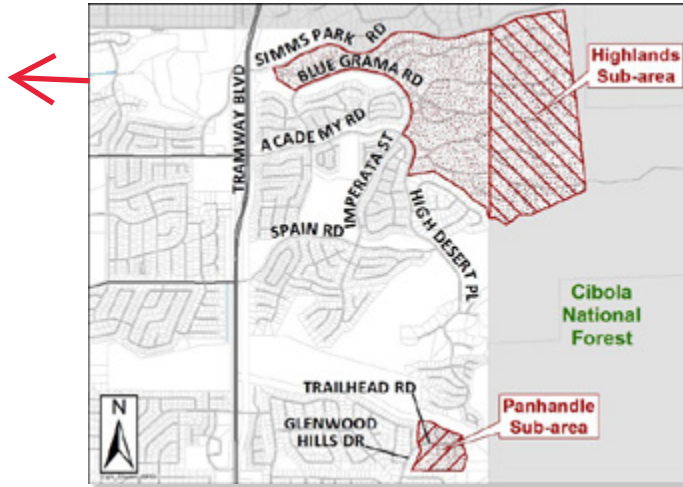 SIMMS PARK RD
BLUE GRAMA RD
Highlands
Sub-area
TRAMWAY BLVD
ACADEMY RD
IMPERATA ST
HIGH DESERT PL
SPAIN RD
Cibola
National
Forest
TRAILHEAD RD
GLENWOOD
HILLS DR
Panhandle
Sub-area
N